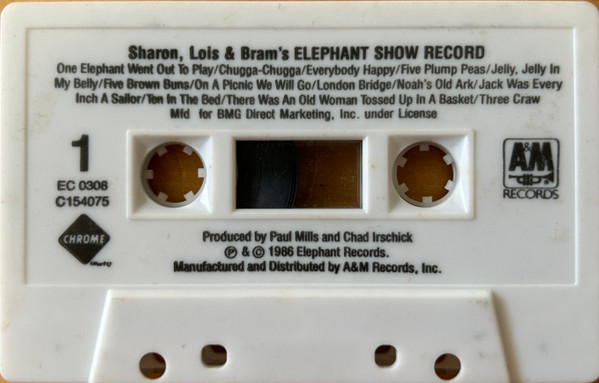 Sharon, Lois & Bram's ELEPHANT SHOW RECORD
One Elephant Went Out To Play/Chugga-Chugga/Everybody Happy/Five Plump Peas/Jelly, Jelly In
My Belly/Five Brown Buns/On A Picnic We Will Go/London Bridge/Noah's Old Ark/Jack Was Every
Inch A Sailor/Ten In The Bed/There Was An Old Woman Tossed Up In A Basket/Three Craw
Mfd for BMG Direct Marketing, Inc. under License
1
EC 0308
C154075
CHROME
A&M
RECORDS
Produced by Paul Mills and Chad Irschick
℗ & © 1986 Elephant Records.
Manufactured and Distributed by A&M Records, Inc.